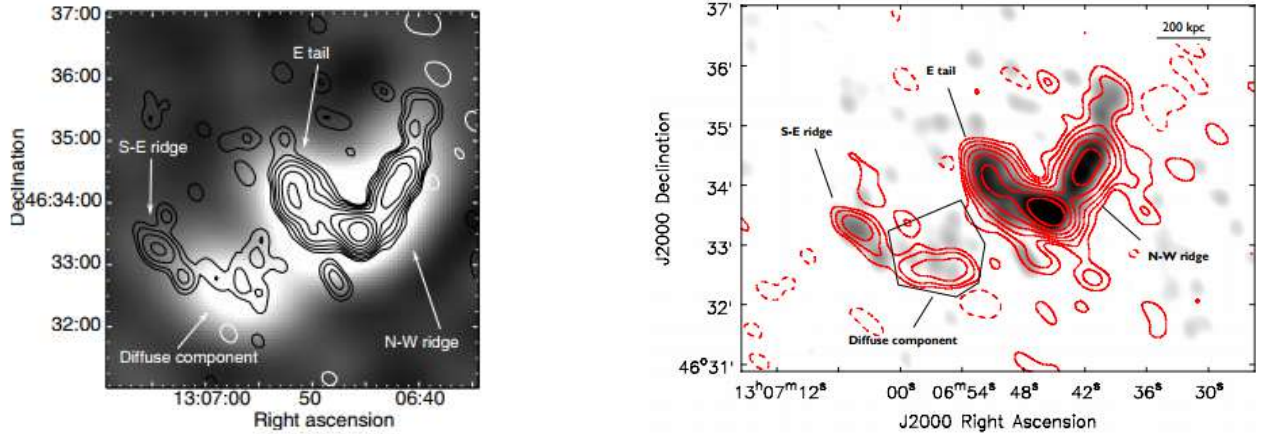 37:00
36:00
35:00
46:34:00
33:00
32:00
Declination
E tail
S-E ridge
Diffuse component
N-W ridge
13:07:00
50
06:40
Right ascension
37'
36'
35'
34'
33'
32'
46°31'
J2000 Declination
200 kpc
E tail
S-E ridge
N-W ridge
Diffuse component
13ʰ07ᵐ12ˢ
00ˢ
06ᵐ54ˢ
48ˢ
42ˢ
36ˢ
30ˢ
J2000 Right Ascension